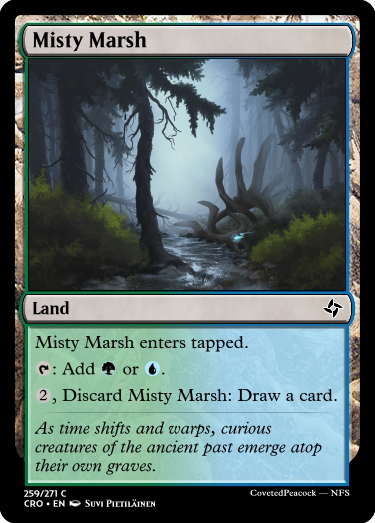 Misty Marsh
Land
Misty Marsh enters tapped.
: Add or .
2, Discard Misty Marsh: Draw a card.
As time shifts and warps, curious
creatures of the ancient past emerge atop
their own graves.
259/271 C
CRO • EN Suvi Pietiläinen
CovetedPeacock — NFS